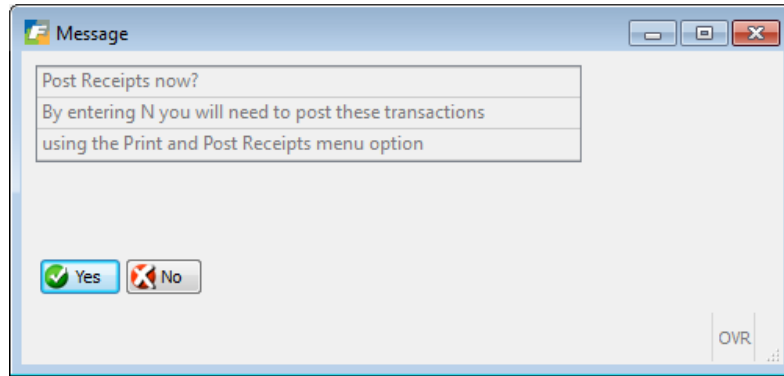 Message
Post Receipts now?
By entering N you will need to post these transactions
using the Print and Post Receipts menu option
Yes No
OVR